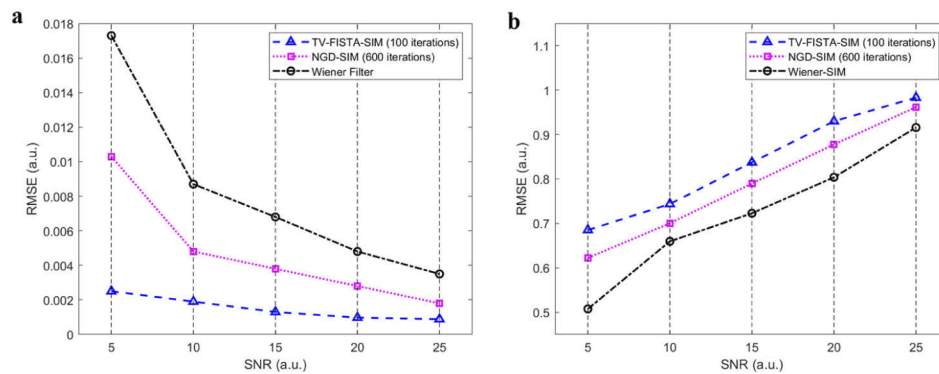 a
0.018
0.016
0.014
0.012
0.01
0.008
0.006
0.004
0.002
0
RMSE (a.u.)
5 10 15 20 25
SNR (a.u.)
TV-FISTA-SIM (100 iterations)
NGD-SIM (600 iterations)
Wiener Filter
b
1.1
1
0.9
0.8
0.7
0.6
0.5
RMSE (a.u.)
5 10 15 20 25
SNR (a.u.)
TV-FISTA-SIM (100 iterations)
NGD-SIM (600 iterations)
Wiener-SIM